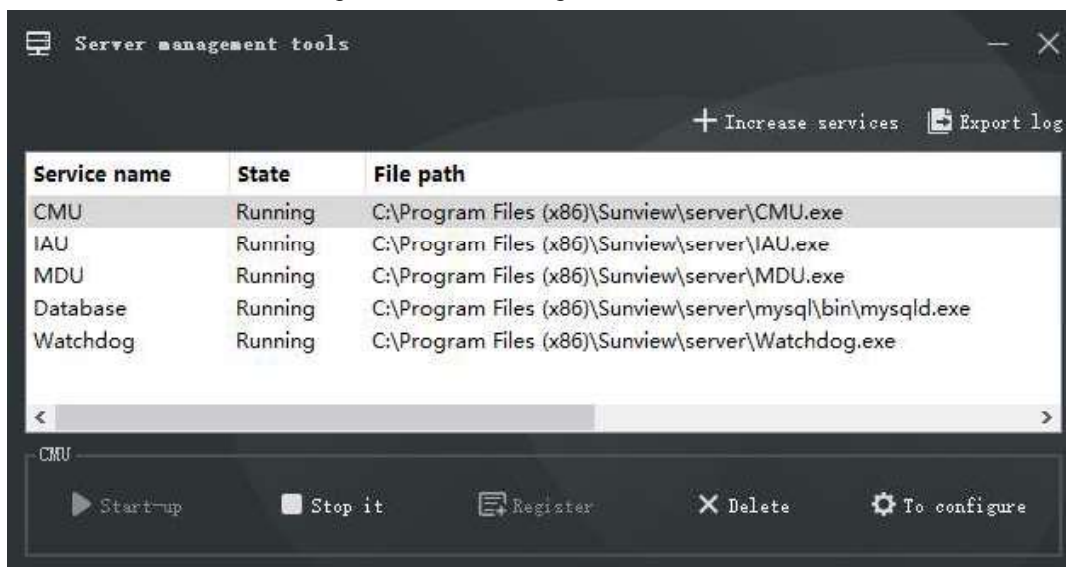 Server management tools
Increase services Export log
Service name State File path
CMU Running C:\Program Files (x86)\Sunview\server\CMU.exe
IAU Running C:\Program Files (x86)\Sunview\server\IAU.exe
MDU Running C:\Program Files (x86)\Sunview\server\MDU.exe
Database Running C:\Program Files (x86)\Sunview\server\mysql\bin\mysqld.exe
Watchdog Running C:\Program Files (x86)\Sunview\server\Watchdog.exe
CMU
Start-up Stop it Register Delete To configure